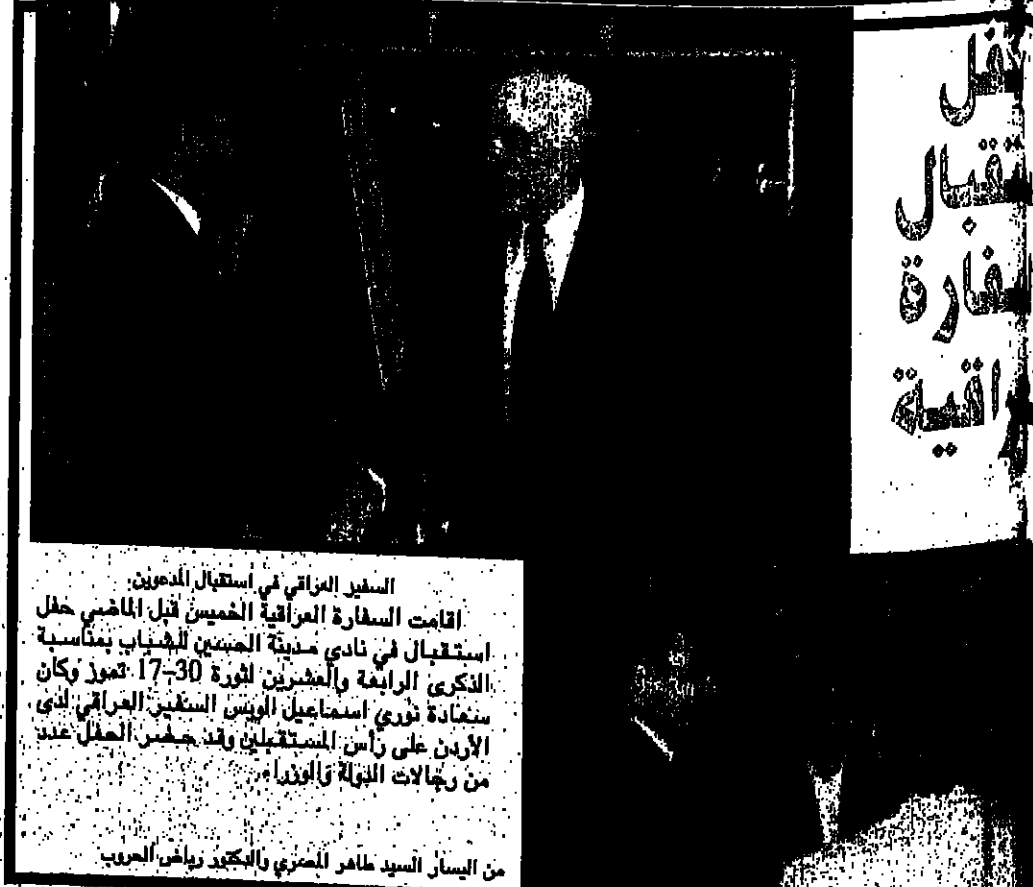 حفل
استقبال
السفارة
العراقية
السفير العراقي في استقبال المدعوين
اقامت السفارة العراقية الخميس قبل الماضي حفل
استقبال في نادي مدينة الحسين للشباب بمناسبة
الذكرى الرابعة والعشرين لثورة 30–17 تموز وكان
سعادة نوري اسماعيل الويس السفير العراقي لدى
الأردن على رأس المستقبلين وقد حضر الحفل عدد
من رجالات الدولة والوزراء.
من اليسار السيد طاهر المصري والدكتور رياض الحروب